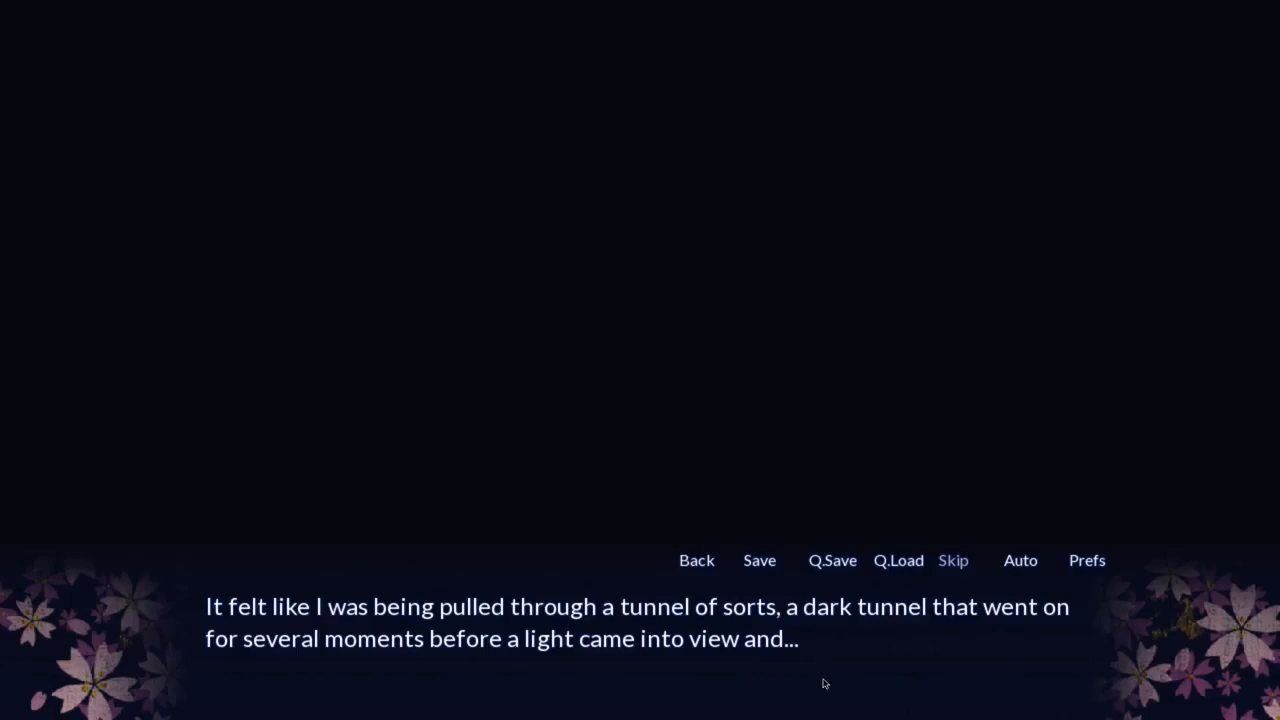 Back Save Q.Save Q.Load Skip Auto Prefs
It felt like I was being pulled through a tunnel of sorts, a dark tunnel that went on
for several moments before a light came into view and...